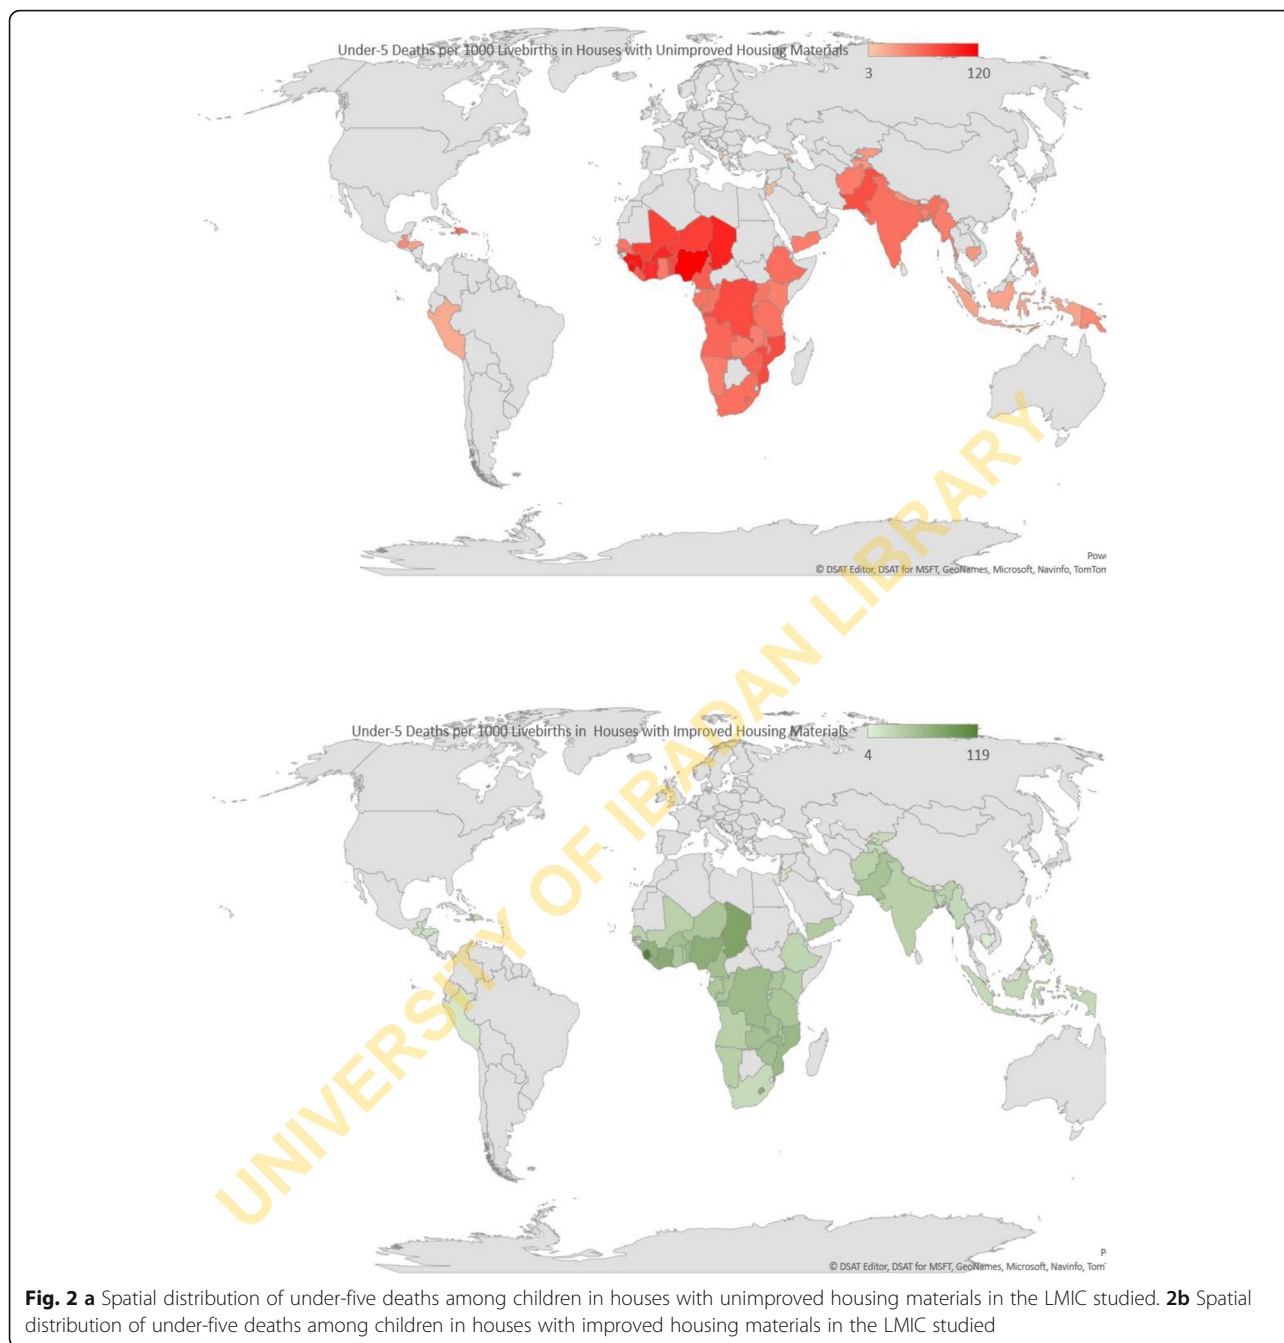 Under-5 Deaths per 1000 Livebirths in Houses with Unimproved Housing Materials
3 120
Pow
© DSAT Editor, DSAT for MSFT, GeoNames, Microsoft, Navinfo, TomTom
Under-5 Deaths per 1000 Livebirths in Houses with Improved Housing Materials
4 119
P
© DSAT Editor, DSAT for MSFT, GeoNames, Microsoft, Navinfo, Tom
UNIVERSITY OF IBADAN LIBRARY
Fig. 2 a Spatial distribution of under-five deaths among children in houses with unimproved housing materials in the LMIC studied. 2b Spatial
distribution of under-five deaths among children in houses with improved housing materials in the LMIC studied